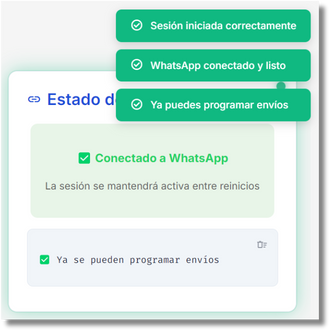 Sesión iniciada correctamente
WhatsApp conectado y listo
Ya puedes programar envíos
Estado de
Conectado a WhatsApp
La sesión se mantendrá activa entre reinicios
Ya se pueden programar envíos